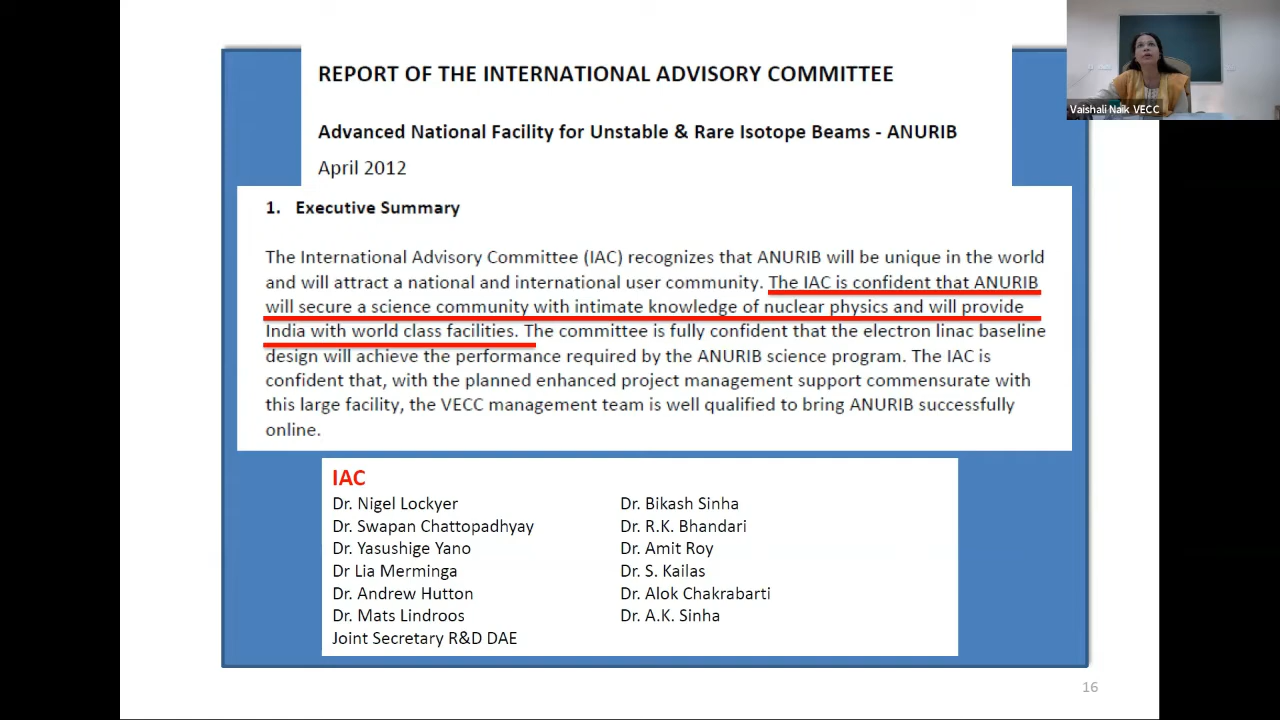 REPORT OF THE INTERNATIONAL ADVISORY COMMITTEE
Advanced National Facility for Unstable & Rare Isotope Beams - ANURIB
April 2012
1. Executive Summary
The International Advisory Committee (IAC) recognizes that ANURIB will be unique in the world
and will attract a national and international user community. The IAC is confident that ANURIB
will secure a science community with intimate knowledge of nuclear physics and will provide
India with world class facilities. The committee is fully confident that the electron linac baseline
design will achieve the performance required by the ANURIB science program. The IAC is
confident that, with the planned enhanced project management support commensurate with
this large facility, the VECC management team is well qualified to bring ANURIB successfully
online.
IAC
Dr. Nigel Lockyer
Dr. Swapan Chattopadhyay
Dr. Yasushige Yano
Dr Lia Merminga
Dr. Andrew Hutton
Dr. Mats Lindroos
Joint Secretary R&D DAE
Dr. Bikash Sinha
Dr. R.K. Bhandari
Dr. Amit Roy
Dr. S. Kailas
Dr. Alok Chakrabarti
Dr. A.K. Sinha
Vaishali Naik VECC
16